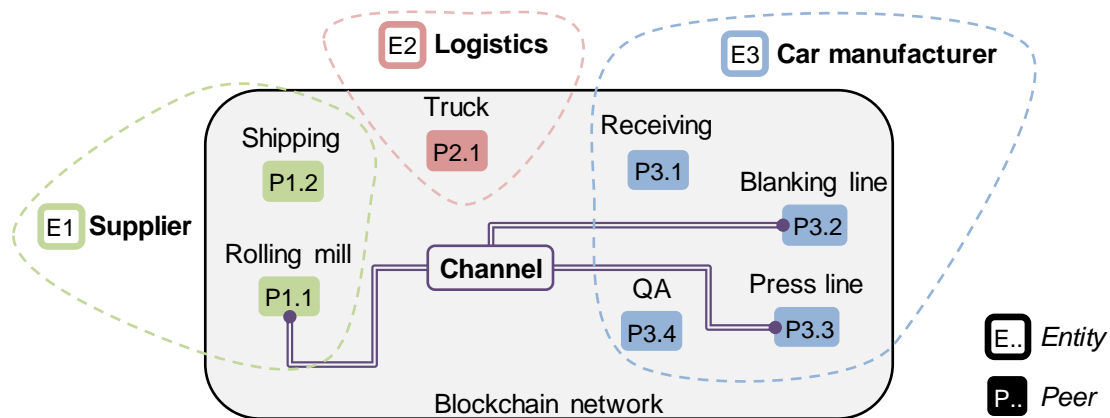 E2 Logistics
E3 Car manufacturer
Truck
P2.1
Shipping
P1.2
Receiving
P3.1
Blanking line
P3.2
E1 Supplier
Rolling mill
P1.1
Channel
QA
P3.4
Press line
P3.3
Blockchain network
E.. Entity
P.. Peer